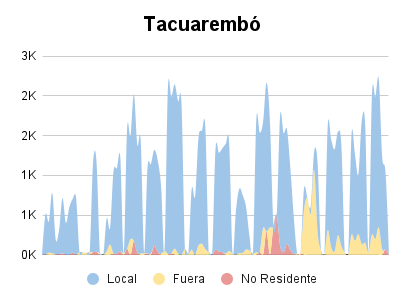 Tacuarembó
3K
2K
2K
1K
1K
0K
Local Fuera No Residente